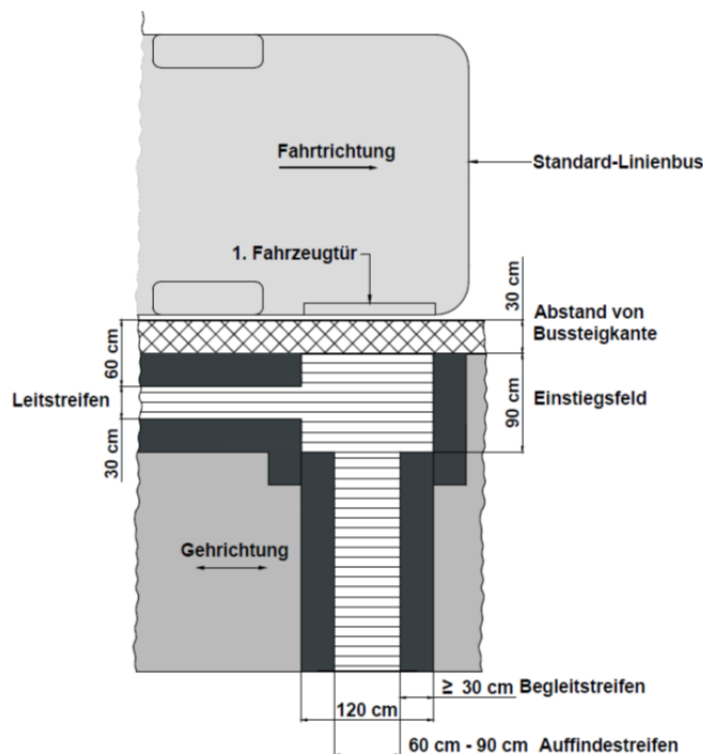 Fahrtrichtung
Standard-Linienbus
1. Fahrzeugtür
30 cm
Abstand von
Bussteigkante
60 cm
Leitstreifen
90 cm
Einstiegsfeld
30 cm
Gehrichtung
≥ 30 cm Begleitstreifen
120 cm
60 cm - 90 cm Auffindestreifen